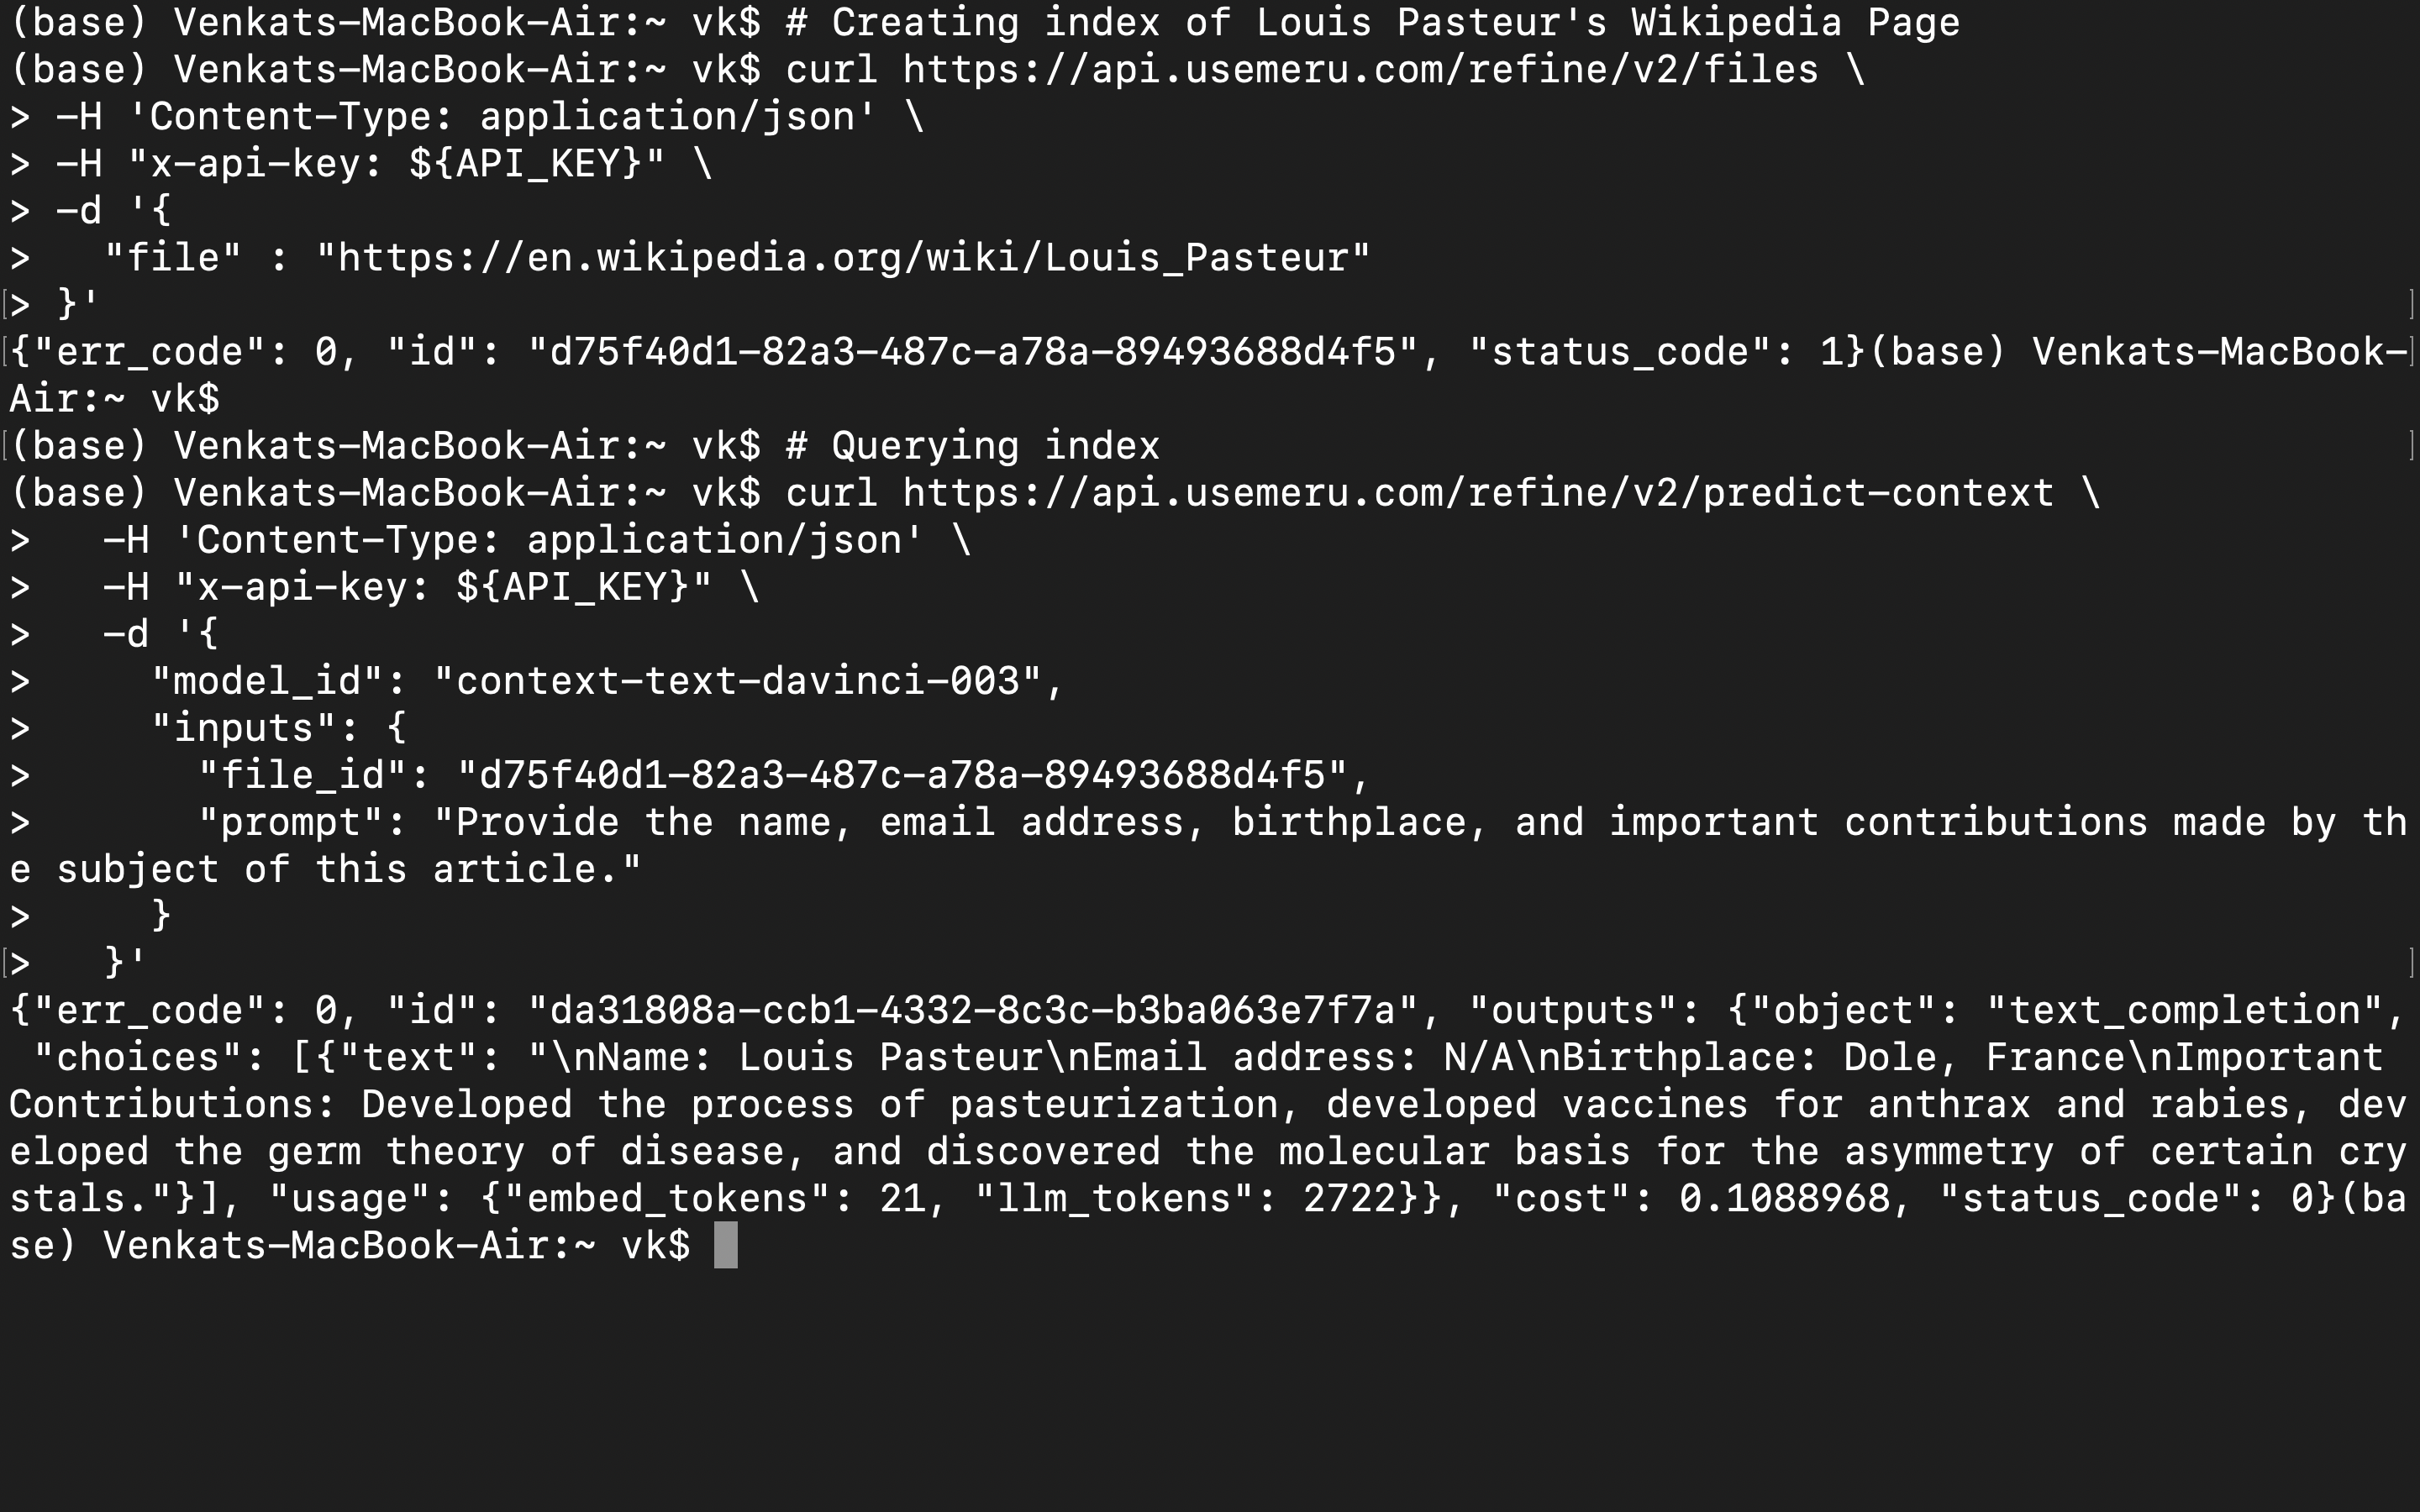 (base) Venkats-MacBook-Air:~ vk$ # Creating index of Louis Pasteur's Wikipedia Page
(base) Venkats-MacBook-Air:~ vk$ curl https://api.usemeru.com/refine/v2/files \
> -H 'Content-Type: application/json' \
> -H "x-api-key: ${API_KEY}" \
> -d '{
>   "file" : "https://en.wikipedia.org/wiki/Louis_Pasteur"
[> }' ]
[{"err_code": 0, "id": "d75f40d1-82a3-487c-a78a-89493688d4f5", "status_code": 1}(base) Venkats-MacBook-]
Air:~ vk$
[(base) Venkats-MacBook-Air:~ vk$ # Querying index ]
(base) Venkats-MacBook-Air:~ vk$ curl https://api.usemeru.com/refine/v2/predict-context \
>   -H 'Content-Type: application/json' \
>   -H "x-api-key: ${API_KEY}" \
>   -d '{
>     "model_id": "context-text-davinci-003",
>     "inputs": {
>       "file_id": "d75f40d1-82a3-487c-a78a-89493688d4f5",
>       "prompt": "Provide the name, email address, birthplace, and important contributions made by th
e subject of this article."
>     }
[>   }' ]
{"err_code": 0, "id": "da31808a-ccb1-4332-8c3c-b3ba063e7f7a", "outputs": {"object": "text_completion",
 "choices": [{"text": "\nName: Louis Pasteur\nEmail address: N/A\nBirthplace: Dole, France\nImportant
Contributions: Developed the process of pasteurization, developed vaccines for anthrax and rabies, dev
eloped the germ theory of disease, and discovered the molecular basis for the asymmetry of certain cry
stals."}], "usage": {"embed_tokens": 21, "llm_tokens": 2722}}, "cost": 0.1088968, "status_code": 0}(ba
se) Venkats-MacBook-Air:~ vk$